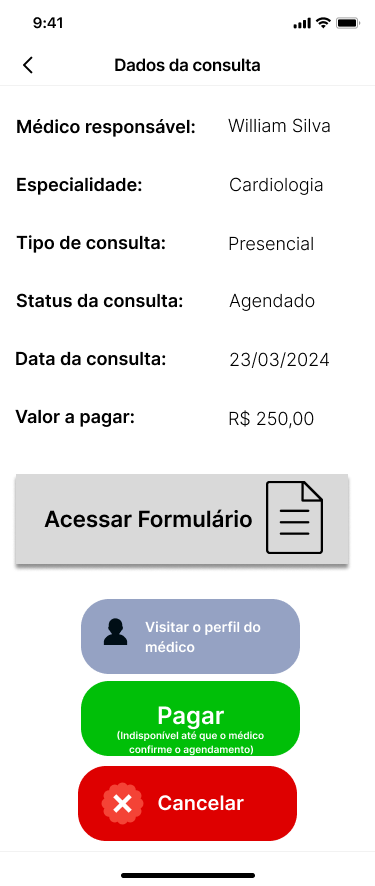 9:41
Dados da consulta
Médico responsável: William Silva
Especialidade: Cardiologia
Tipo de consulta: Presencial
Status da consulta: Agendado
Data da consulta: 23/03/2024
Valor a pagar: R$ 250,00
Acessar Formulário
Visitar o perfil do
médico
Pagar
(Indisponível até que o médico
confirme o agendamento)
Cancelar